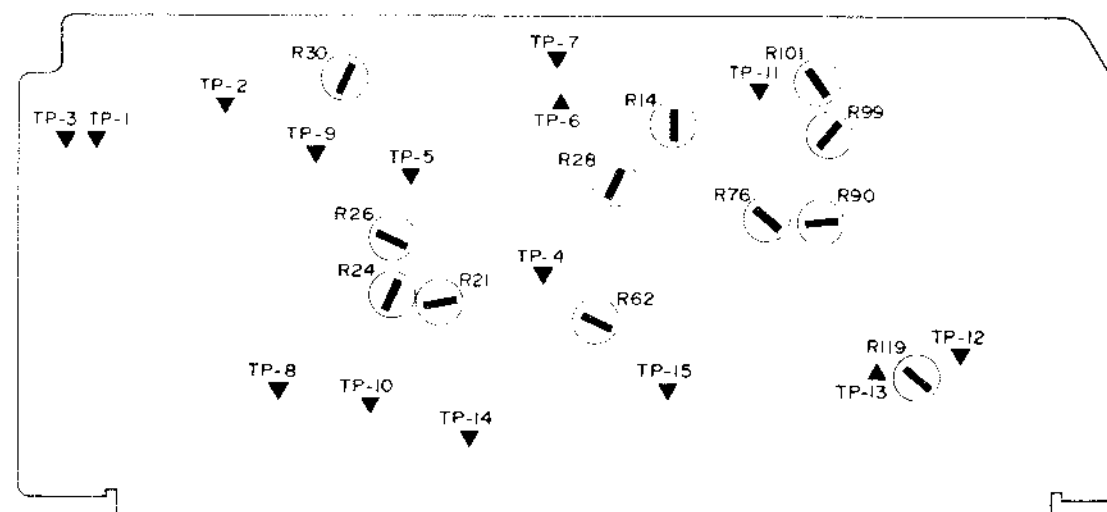 TP-7
R30
R101
TP-11
TP-2
R14
TP-3 TP-1
TP-6
R99
TP-9
TP-5
R28
R76
R90
R26
TP-4
R24
R21
R62
R119
TP-12
TP-8
TP-10
TP-15
TP-13
TP-14